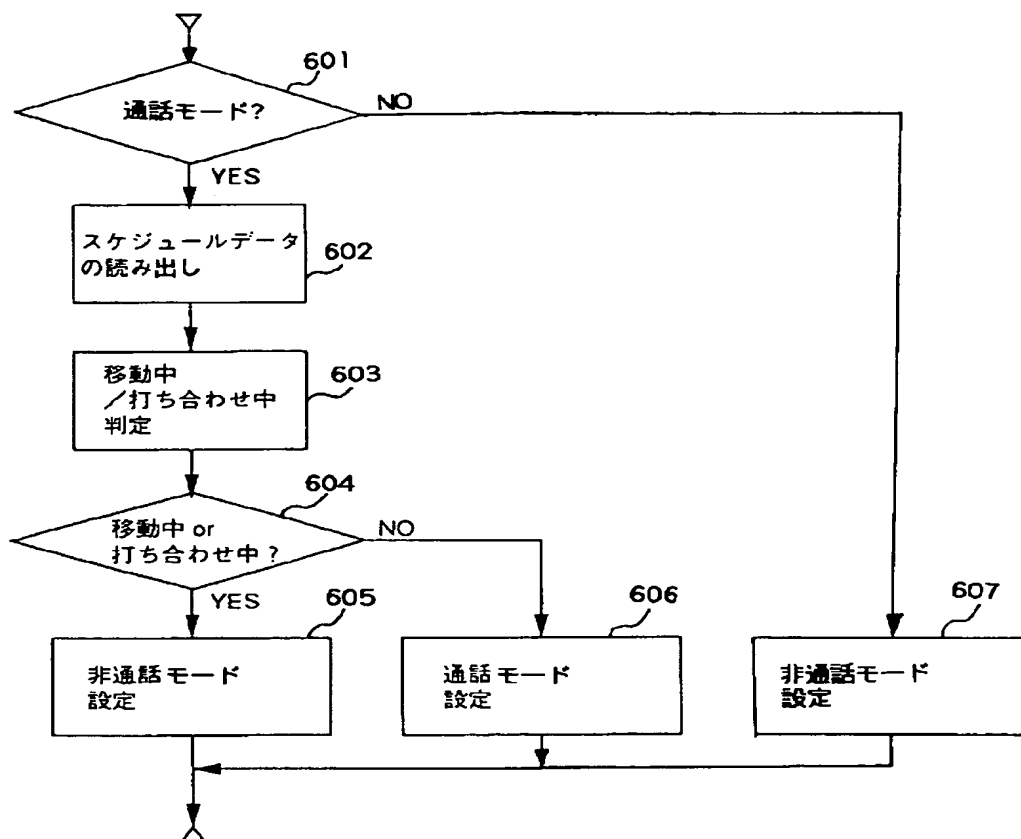 601
通話モード?
NO
YES
スケジュールデータ
の読み出し
602
移動中
／打ち合わせ中
判定
603
604
移動中 or
打ち合わせ中 ?
NO
YES
605
非通話モード
設定
606
通話モード
設定
607
非通話モード
設定